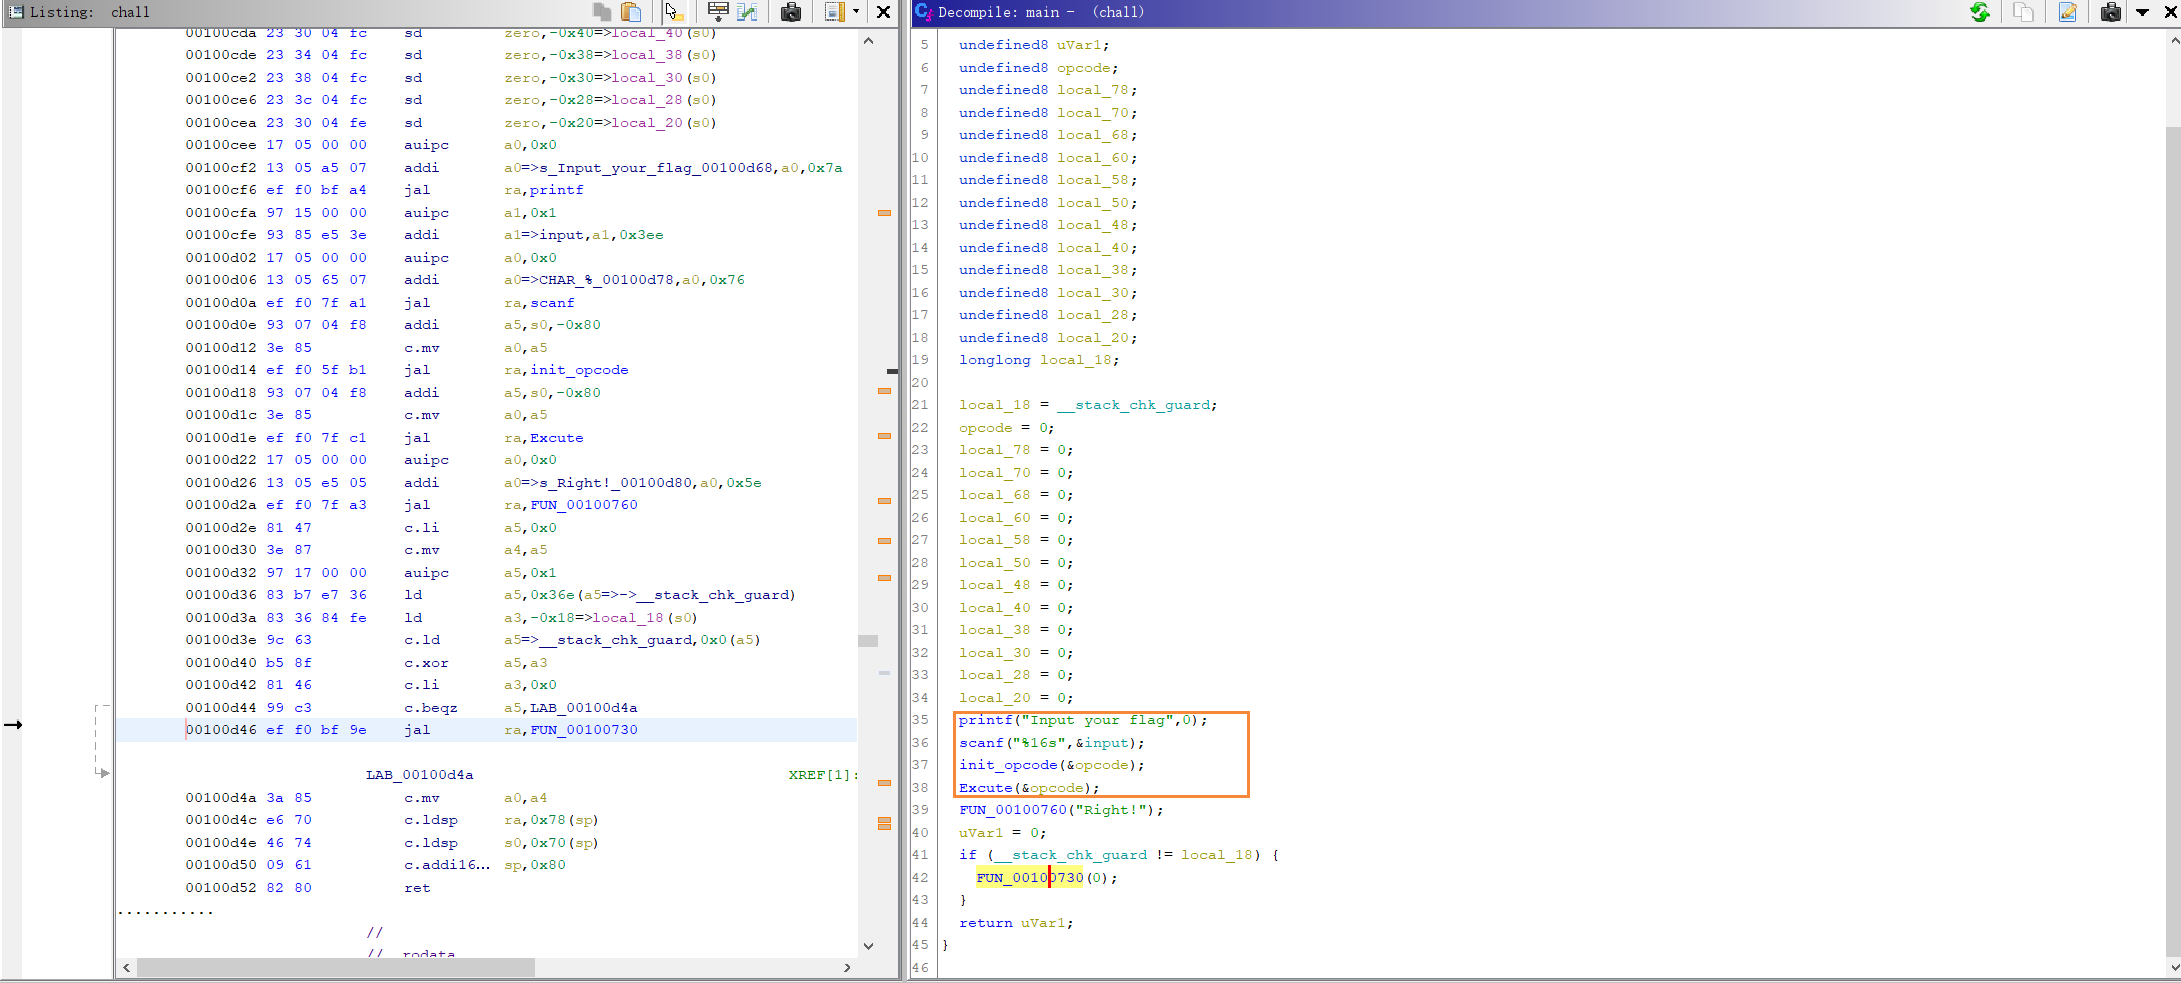 Listing: chall
00100cda 23 30 04 fc sd zero,-0x40=>local_40(s0)
00100cde 23 34 04 fc sd zero,-0x38=>local_38(s0)
00100ce2 23 38 04 fc sd zero,-0x30=>local_30(s0)
00100ce6 23 3c 04 fc sd zero,-0x28=>local_28(s0)
00100cea 23 30 04 fe sd zero,-0x20=>local_20(s0)
00100cee 17 05 00 00 auipc a0,0x0
00100cf2 13 05 a5 07 addi a0=>s_Input_your_flag_00100d68,a0,0x7a
00100cf6 ef f0 bf a4 jal ra,printf
00100cfa 97 15 00 00 auipc a1,0x1
00100cfe 93 85 e5 3e addi a1=>input,a1,0x3ee
00100d02 17 05 00 00 auipc a0,0x0
00100d06 13 05 65 07 addi a0=>CHAR_%_00100d78,a0,0x76
00100d0a ef f0 7f a1 jal ra,scanf
00100d0e 93 07 04 f8 addi a5,s0,-0x80
00100d12 3e 85 c.mv a0,a5
00100d14 ef f0 5f b1 jal ra,init_opcode
00100d18 93 07 04 f8 addi a5,s0,-0x80
00100d1c 3e 85 c.mv a0,a5
00100d1e ef f0 7f c1 jal ra,Excute
00100d22 17 05 00 00 auipc a0,0x0
00100d26 13 05 e5 05 addi a0=>s_Right!_00100d80,a0,0x5e
00100d2a ef f0 7f a3 jal ra,FUN_00100760
00100d2e 81 47 c.li a5,0x0
00100d30 3e 87 c.mv a4,a5
00100d32 97 17 00 00 auipc a5,0x1
00100d36 83 b7 e7 36 ld a5,0x36e(a5=>->__stack_chk_guard)
00100d3a 83 36 84 fe ld a3,-0x18=>local_18(s0)
00100d3e 9c 63 c.ld a5=>__stack_chk_guard,0x0(a5)
00100d40 b5 8f c.xor a5,a3
00100d42 81 46 c.li a3,0x0
00100d44 99 c3 c.beqz a5,LAB_00100d4a
00100d46 ef f0 bf 9e jal ra,FUN_00100730
LAB_00100d4a XREF[1]:
00100d4a 3a 85 c.mv a0,a4
00100d4c e6 70 c.ldsp ra,0x78(sp)
00100d4e 46 74 c.ldsp s0,0x70(sp)
00100d50 09 61 c.addi16... sp,0x80
00100d52 82 80 ret
...........
//
// rodata
Decompile: main - (chall)
5 undefined8 uVar1;
6 undefined8 opcode;
7 undefined8 local_78;
8 undefined8 local_70;
9 undefined8 local_68;
10 undefined8 local_60;
11 undefined8 local_58;
12 undefined8 local_50;
13 undefined8 local_48;
14 undefined8 local_40;
15 undefined8 local_38;
16 undefined8 local_30;
17 undefined8 local_28;
18 undefined8 local_20;
19 longlong local_18;
20
21 local_18 = __stack_chk_guard;
22 opcode = 0;
23 local_78 = 0;
24 local_70 = 0;
25 local_68 = 0;
26 local_60 = 0;
27 local_58 = 0;
28 local_50 = 0;
29 local_48 = 0;
30 local_40 = 0;
31 local_38 = 0;
32 local_30 = 0;
33 local_28 = 0;
34 local_20 = 0;
35 printf("Input your flag",0);
36 scanf("%16s",&input);
37 init_opcode(&opcode);
38 Excute(&opcode);
39 FUN_00100760("Right!");
40 uVar1 = 0;
41 if (__stack_chk_guard != local_18) {
42 FUN_00100730(0);
43 }
44 return uVar1;
45 }
46